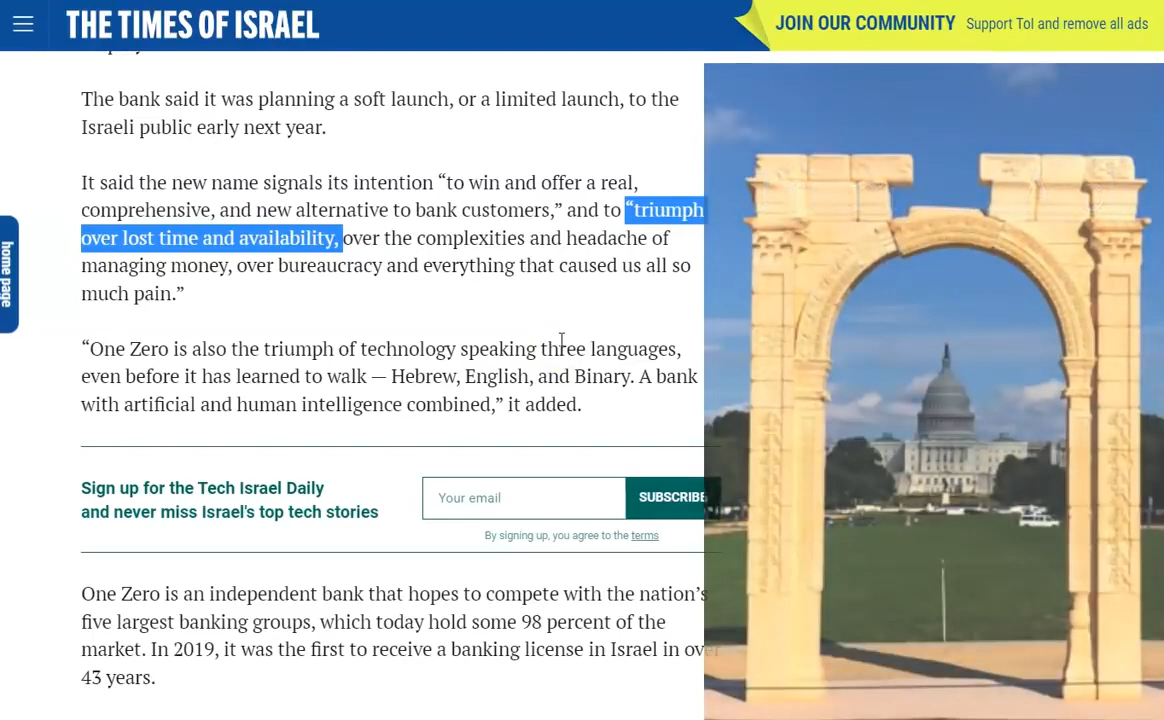 THE TIMES OF ISRAEL
JOIN OUR COMMUNITY Support ToI and remove all ads
The bank said it was planning a soft launch, or a limited launch, to the
Israeli public early next year.
It said the new name signals its intention “to win and offer a real,
comprehensive, and new alternative to bank customers,” and to “triumph
over lost time and availability, over the complexities and headache of
managing money, over bureaucracy and everything that caused us all so
much pain.”
home page
“One Zero is also the triumph of technology speaking three languages,
even before it has learned to walk — Hebrew, English, and Binary. A bank
with artificial and human intelligence combined,” it added.
Sign up for the Tech Israel Daily
and never miss Israel's top tech stories
Your email
SUBSCRIBE
By signing up, you agree to the terms
One Zero is an independent bank that hopes to compete with the nation’s
five largest banking groups, which today hold some 98 percent of the
market. In 2019, it was the first to receive a banking license in Israel in over
43 years.